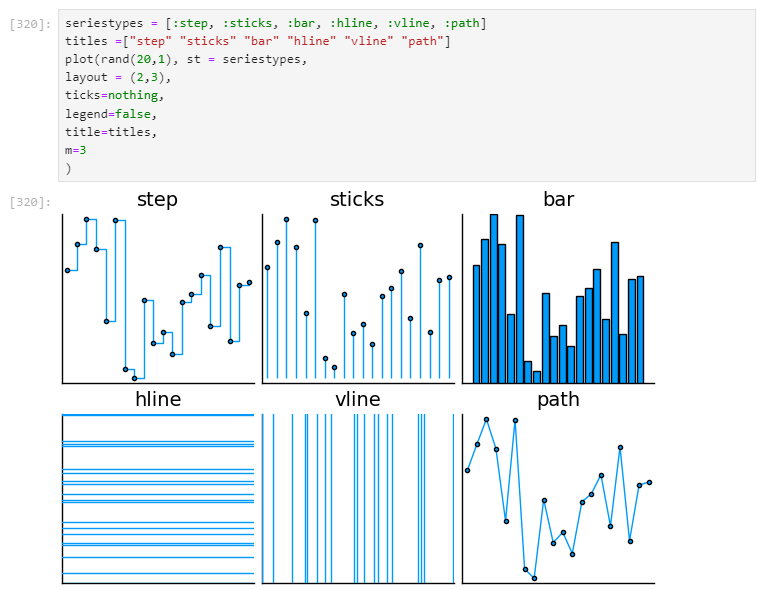 [320]: seriestypes = [:step, :sticks, :bar, :hline, :vline, :path]
titles =["step" "sticks" "bar" "hline" "vline" "path"]
plot(rand(20,1), st = seriestypes,
layout = (2,3),
ticks=nothing,
legend=false,
title=titles,
m=3
)
[320]:
step sticks bar
hline vline path